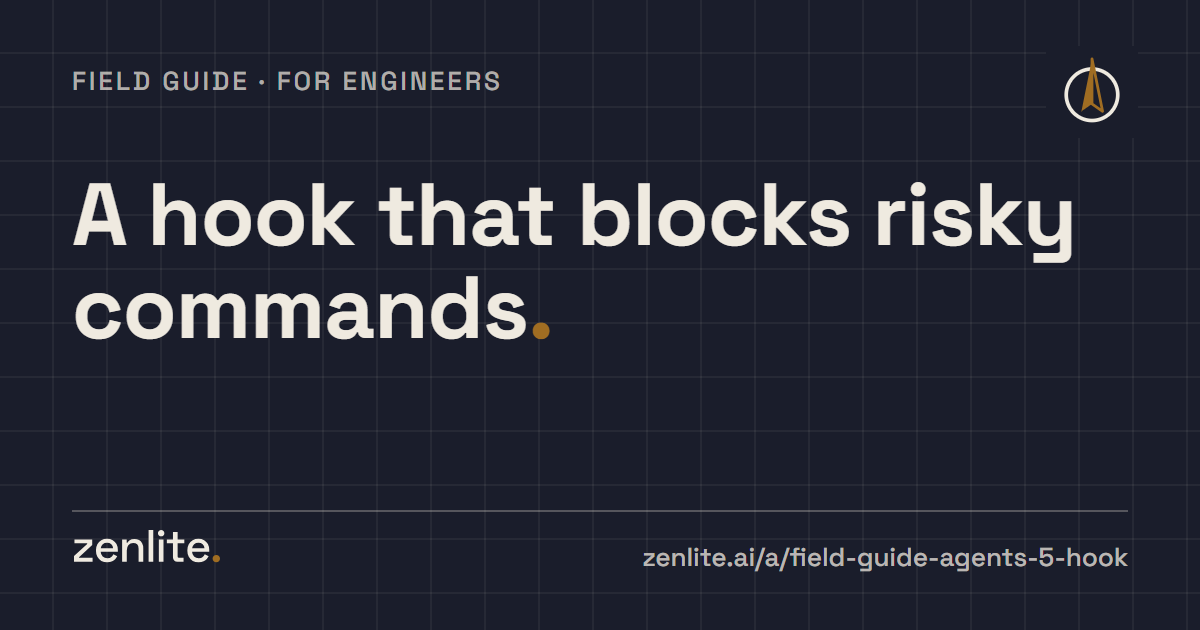 FIELD GUIDE · FOR ENGINEERS
A hook that blocks risky
commands.
zenlite.
zenlite.ai/a/field-guide-agents-5-hook